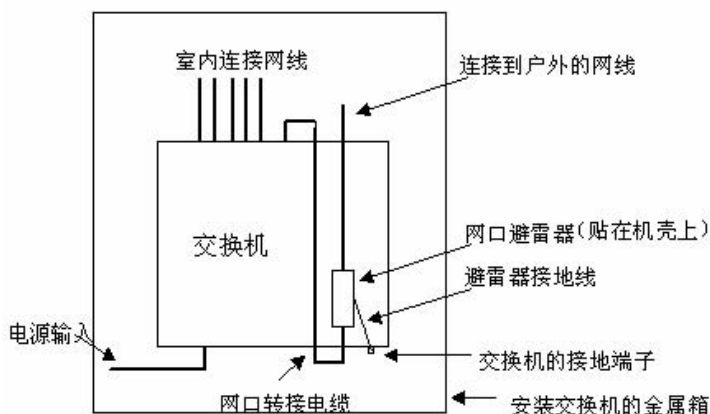 室内连接网线
连接到户外的网线
交换机
网口避雷器(贴在机壳上)
避雷器接地线
电源输入
交换机的接地端子
网口转接电缆
安装交换机的金属箱